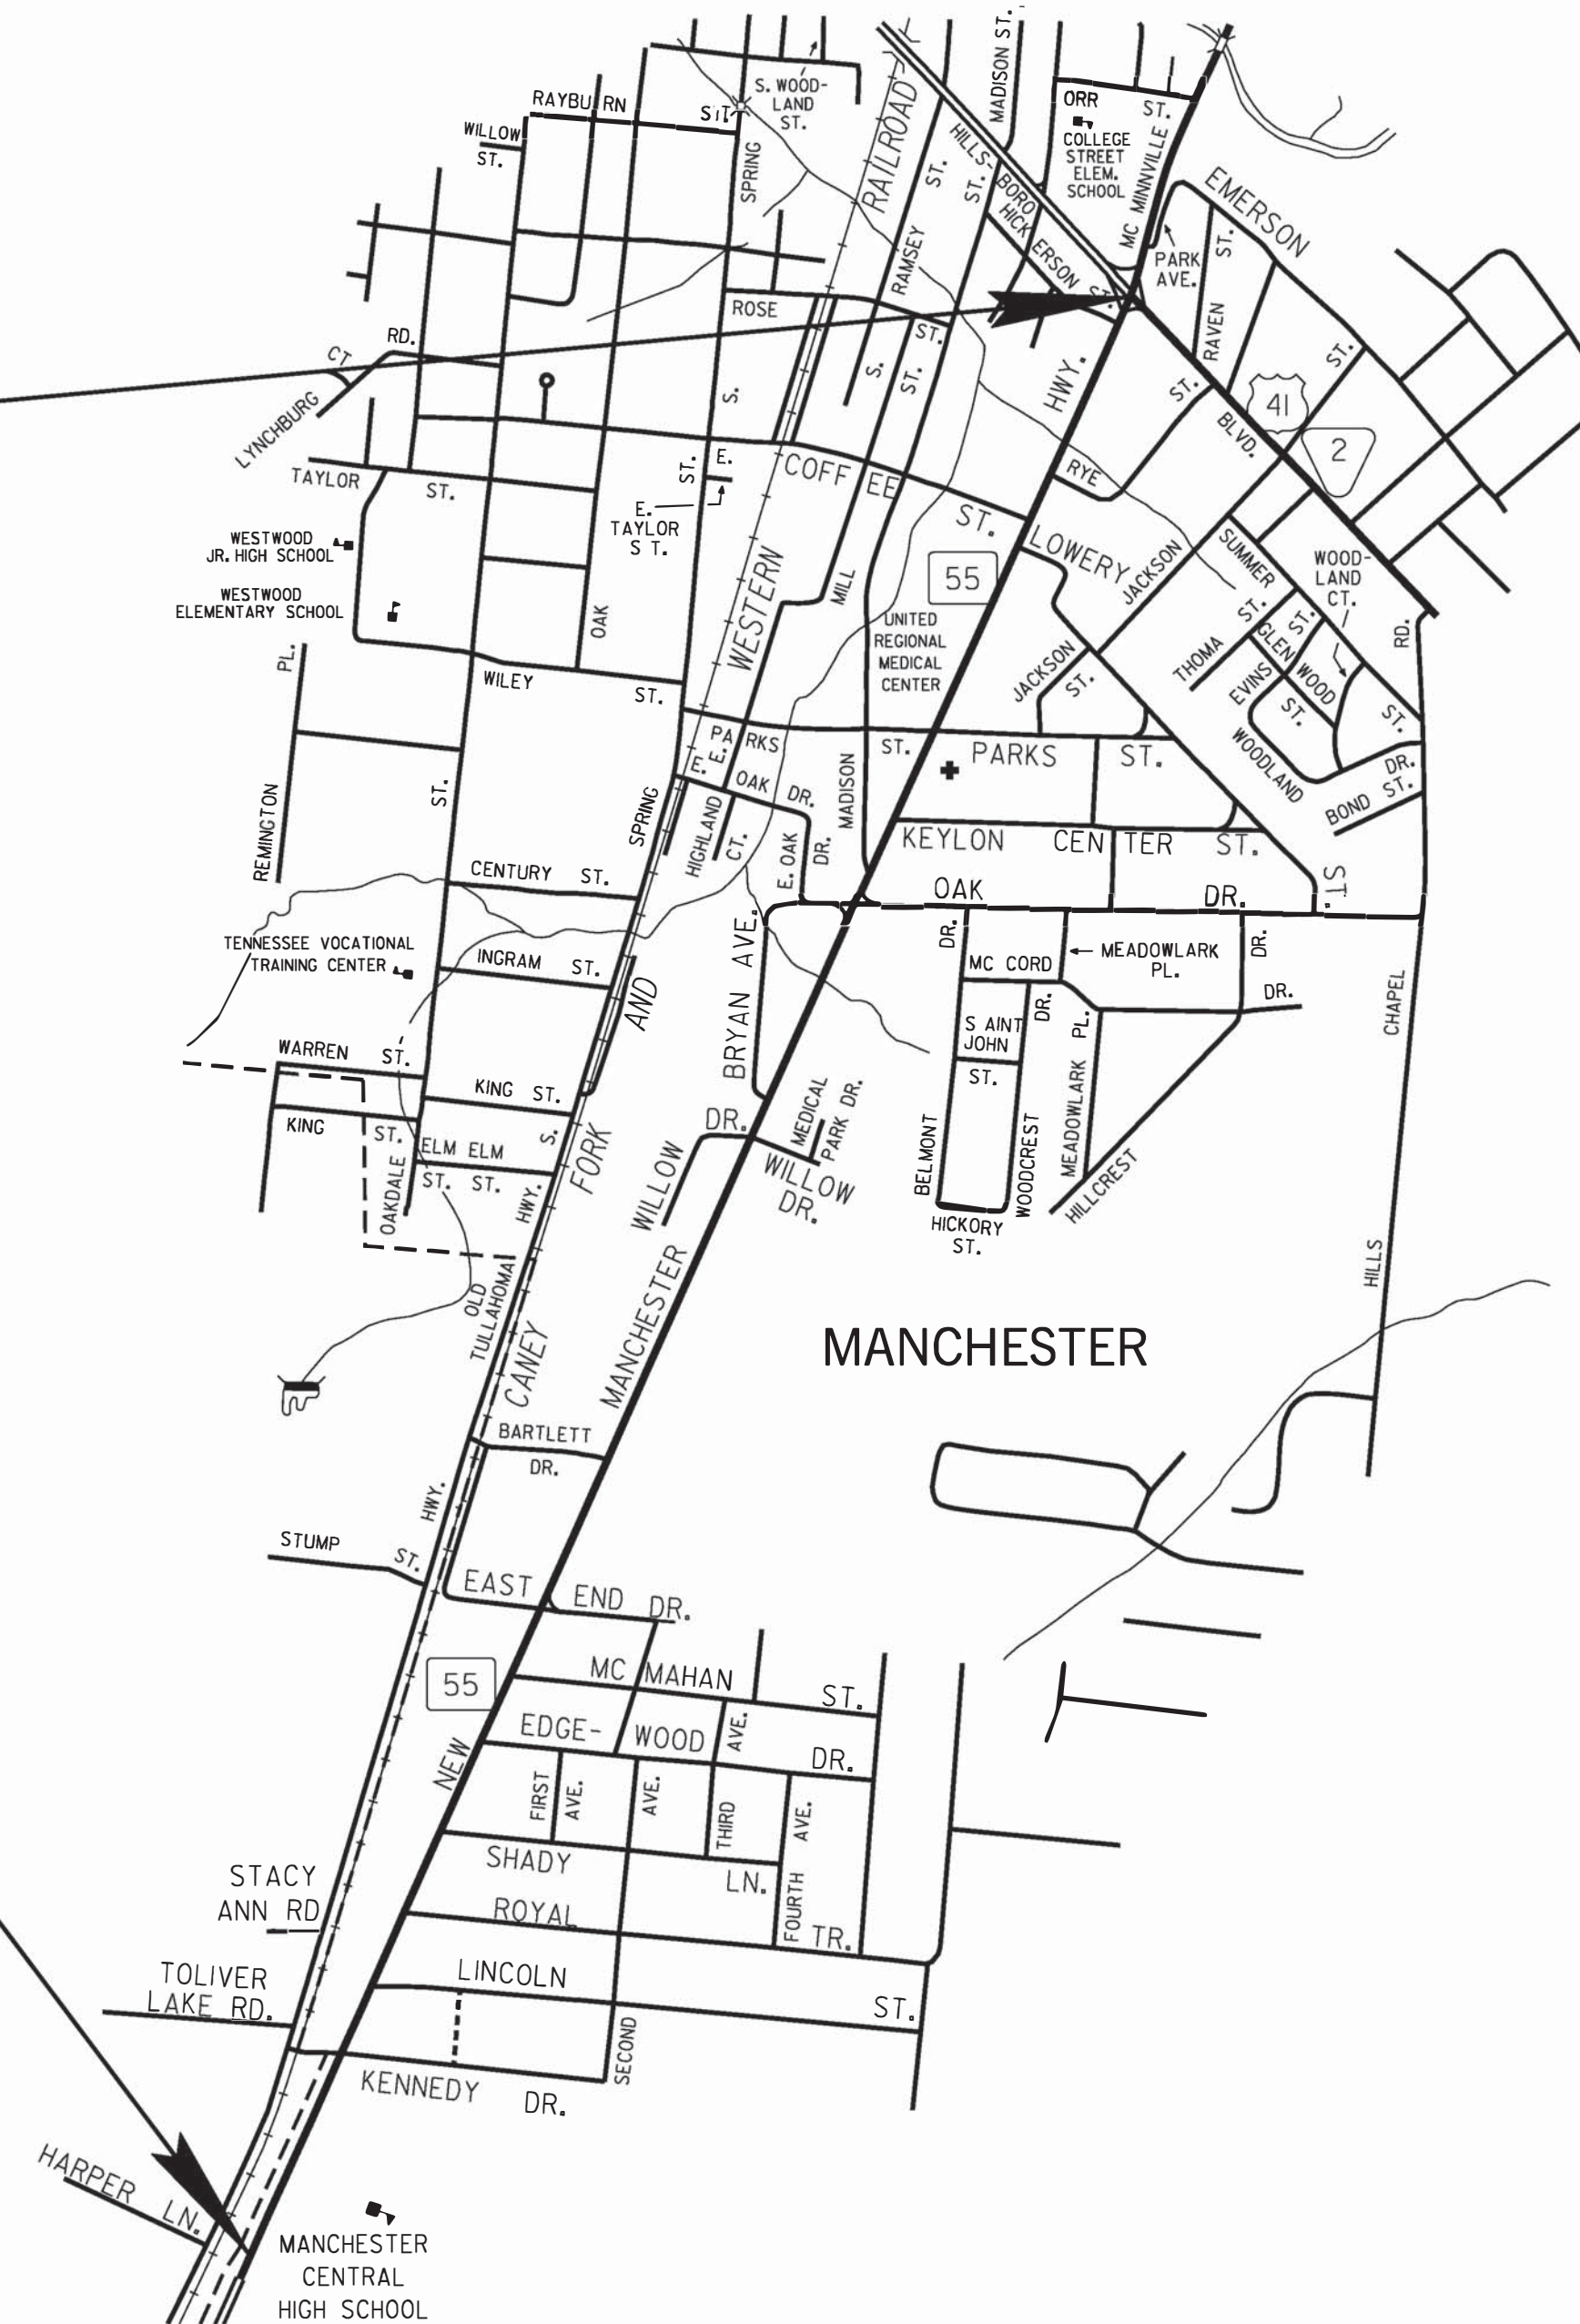 MADISON ST.
S. WOOD-
LAND
ST.
RAYBURN
ST.
WILLOW
ST.
ORR
ST.
COLLEGE
STREET
ELEM.
SCHOOL
RAILROAD
HILLS-
BORO
BLVD.
MC MINNVILLE
HWY.
EMERSON
ST.
SPRING
ST.
ST.
HICKERSON ST.
PARK
AVE.
RAVEN
ST.
RAMSEY
ROSE
ST.
S.
ST.
S.
RD.
CT
LYNCHBURG
41
2
TAYLOR
ST.
ST.
E.
E.
TAYLOR
ST.
COFFEE
ST.
RYE
ST.
WESTWOOD
JR. HIGH SCHOOL
WESTWOOD
ELEMENTARY SCHOOL
OAK
WESTERN
MILL
55
LOWERY
JACKSON
SUMMER
ST.
WOOD-
LAND
CT.
UNITED
REGIONAL
MEDICAL
CENTER
THOMA
GLEN
ST.
WOOD
EVINS
ST.
ST.
RD.
PL.
REMINGTON
WILEY
ST.
JACKSON
ST.
PARKS
ST.
PARKS
ST.
E.
E.
OAK
DR.
MADISON
WOODLAND
DR.
BOND ST.
ST.
SPRING
HIGHLAND
CT.
E. OAK
DR.
KEYLON
CENTER
ST.
ST.
CENTURY ST.
OAK
DR.
TENNESSEE VOCATIONAL
TRAINING CENTER
INGRAM ST.
AND
BRYAN AVE.
DR.
MC CORD
MEADOWLARK
PL.
DR.
DR.
SAINT
JOHN
ST.
DR.
PL.
CHAPEL
WARREN ST.
KING ST.
KING
ST.
ELM ELM
ST. ST.
S.
OAKDALE
HWY.
FORK
DR.
WILLOW
MEDICAL
PARK DR.
WILLOW
DR.
BELMONT
WOODCREST
MEADOWLARK
HILLCREST
HICKORY
ST.
HILLS
OLD
TULLAHOMA
CANEY
MANCHESTER
MANCHESTER
BARTLETT
DR.
HWY.
STUMP
ST.
EAST
END DR.
55
MC MAHAN
ST.
NEW
EDGE-
WOOD
AVE.
DR.
FIRST
AVE.
AVE.
THIRD
AVE.
SHADY
LN.
FOURTH
STACY
ANN RD
ROYAL
TR.
TOLIVER
LAKE RD.
LINCOLN
ST.
SECOND
KENNEDY
DR.
HARPER
LN.
MANCHESTER
CENTRAL
HIGH SCHOOL